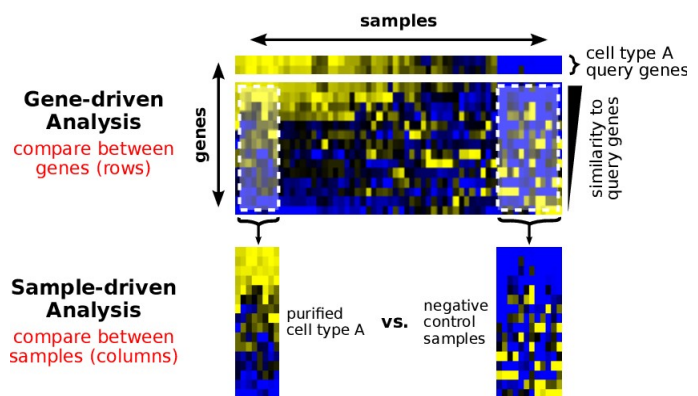 samples
cell type A
query genes
Gene-driven
Analysis
compare between
genes (rows)
genes
similarity to
query genes
Sample-driven
Analysis
compare between
samples (columns)
purified
cell type A
vs.
negative
control
samples